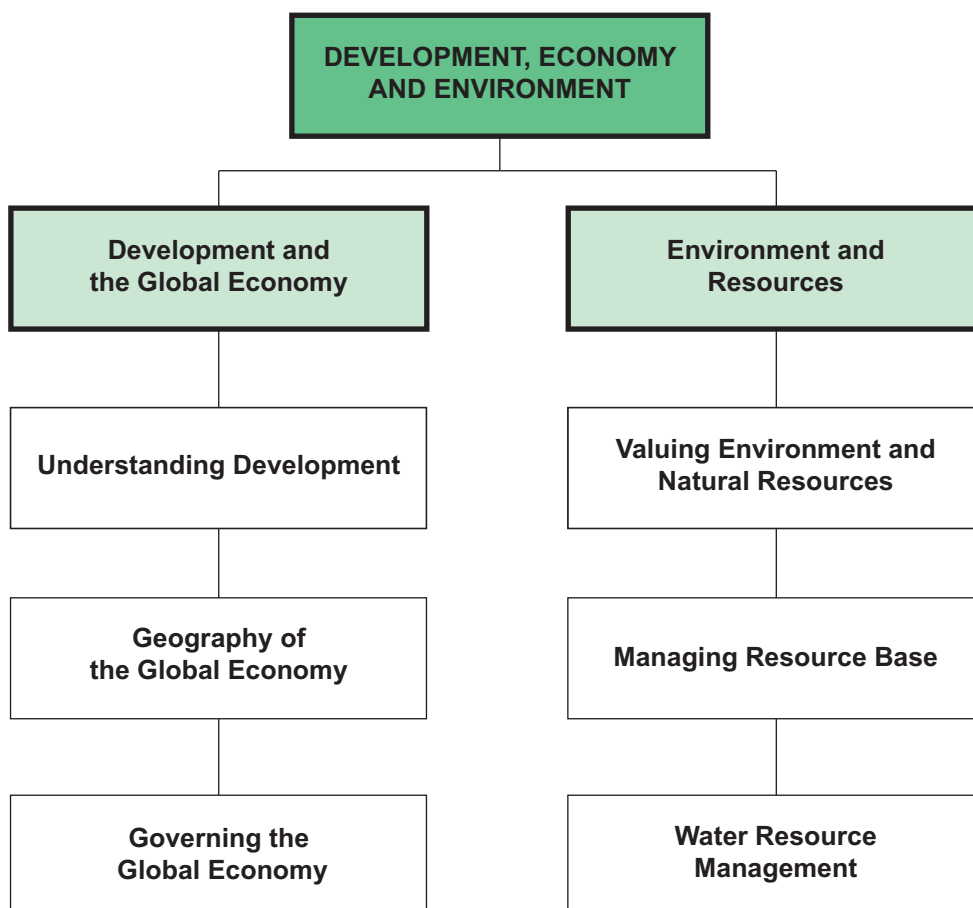 DEVELOPMENT, ECONOMY
AND ENVIRONMENT
Development and
the Global Economy
Environment and
Resources
Understanding Development
Valuing Environment and
Natural Resources
Geography of
the Global Economy
Managing Resource Base
Governing the
Global Economy
Water Resource
Management